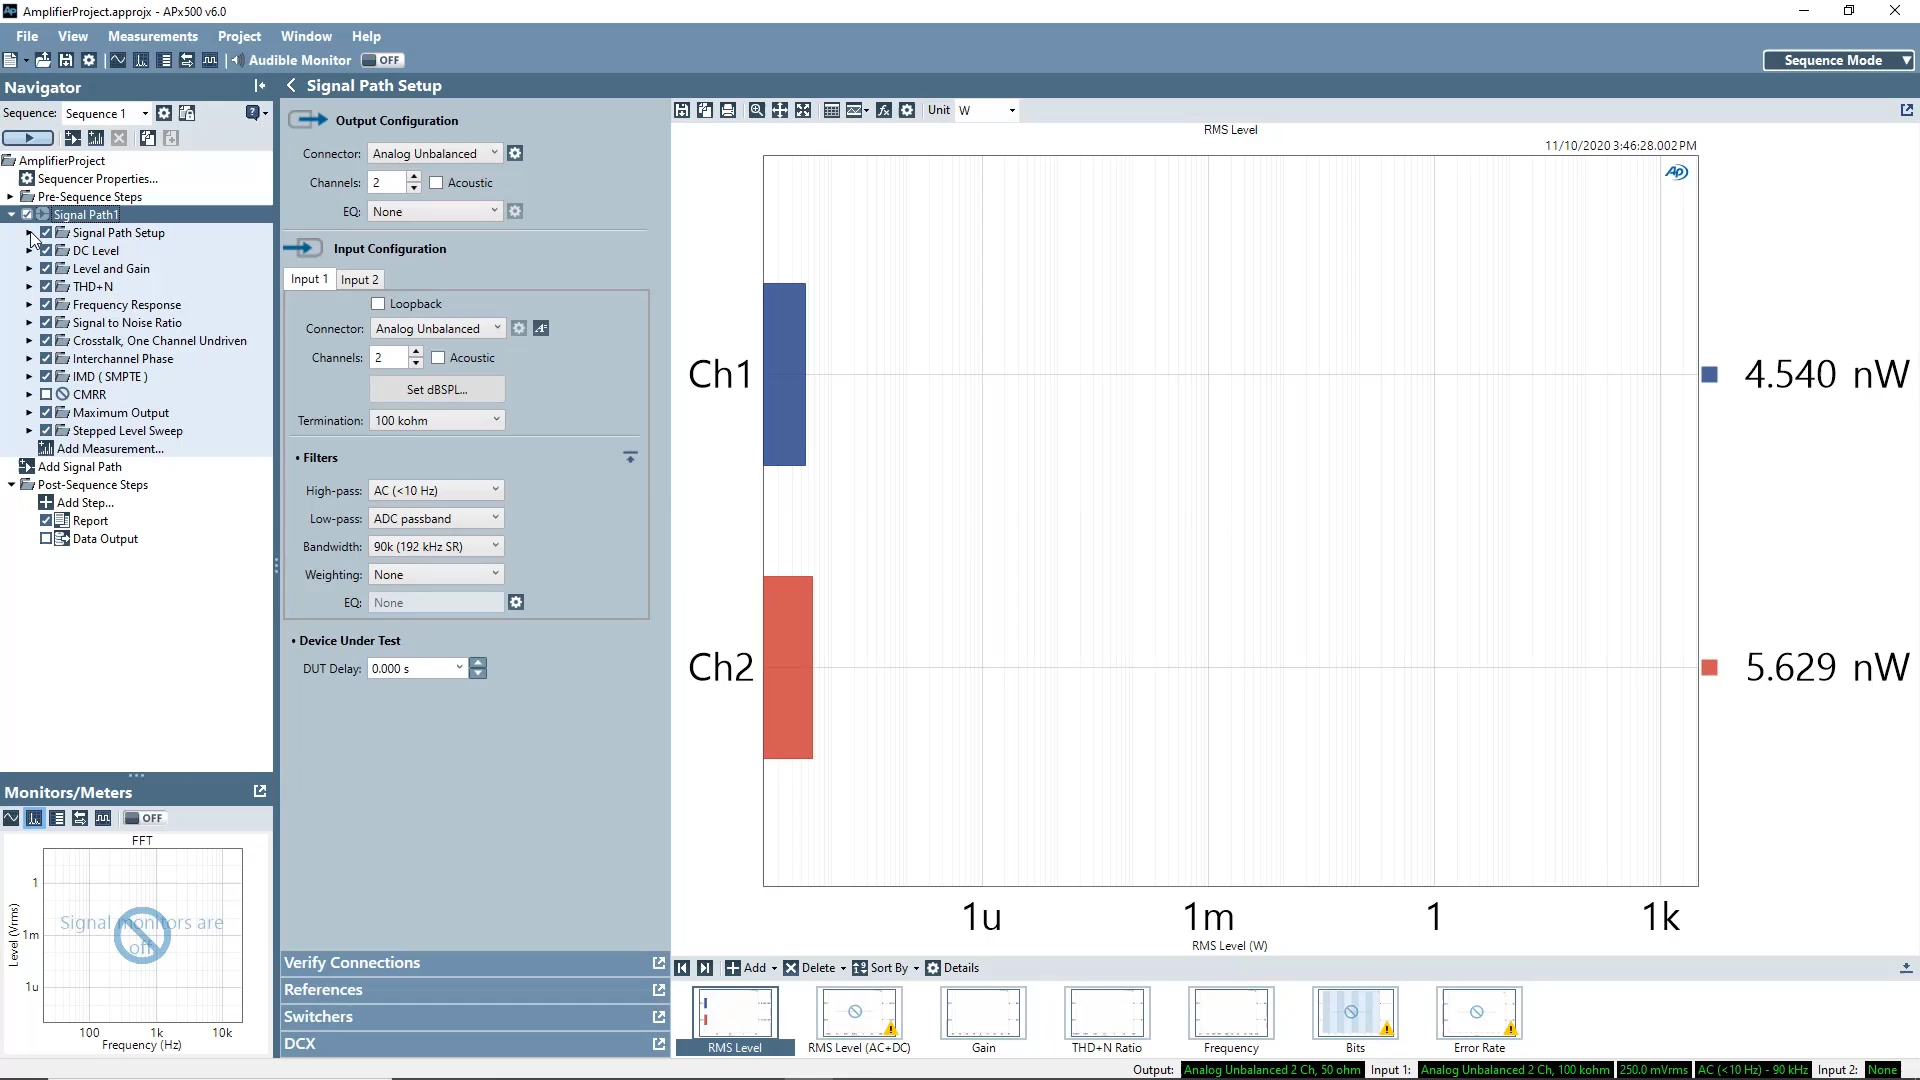 AmplifierProject.approjx - APx500 v6.0
File View Measurements Project Window Help
Audible Monitor OFF
Sequence Mode
Navigator
Sequence: Sequence 1
AmplifierProject
Sequencer Properties...
Pre-Sequence Steps
Signal Path1
Signal Path Setup
DC Level
Level and Gain
THD+N
Frequency Response
Signal to Noise Ratio
Crosstalk, One Channel Undriven
Interchannel Phase
IMD ( SMPTE )
CMRR
Maximum Output
Stepped Level Sweep
Add Measurement...
Add Signal Path
Post-Sequence Steps
Add Step...
Report
Data Output
Monitors/Meters
OFF
FFT
Level (Vrms)
1
1m
1u
Signal monitors are off
100 1k 10k
Frequency (Hz)
Signal Path Setup
Output Configuration
Connector: Analog Unbalanced
Channels: 2 Acoustic
EQ: None
Input Configuration
Input 1 Input 2
Loopback
Connector: Analog Unbalanced
Channels: 2 Acoustic
Set dBSPL...
Termination: 100 kohm
• Filters
High-pass: AC (<10 Hz)
Low-pass: ADC passband
Bandwidth: 90k (192 kHz SR)
Weighting: None
EQ: None
• Device Under Test
DUT Delay: 0.000 s
Verify Connections
References
Switchers
DCX
Unit W
RMS Level
11/10/2020 3:46:28.002 PM
AP
Ch1 4.540 nW
Ch2 5.629 nW
1u 1m 1 1k
RMS Level (W)
Add Delete Sort By Details
RMS Level RMS Level (AC+DC) Gain THD+N Ratio Frequency Bits Error Rate
Output: Analog Unbalanced 2 Ch, 50 ohm Input 1: Analog Unbalanced 2 Ch, 100 kohm 250.0 mVrms AC (<10 Hz) - 90 kHz Input 2: None